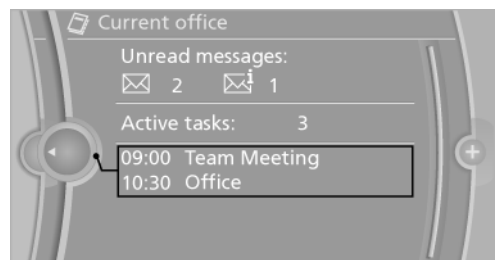 Current office
Unread messages:
2 1
Active tasks: 3
09:00 Team Meeting
10:30 Office